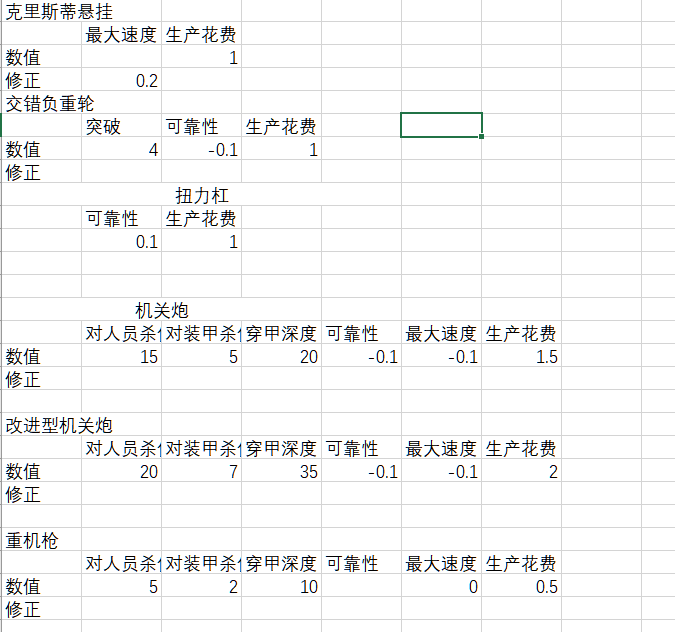 克里斯蒂悬挂
最大速度 生产花费
数值 1
修正 0.2
交错负重轮
突破 可靠性 生产花费
数值 4 -0.1 1
修正
扭力杠
可靠性 生产花费
0.1 1
机关炮
对人员杀 对装甲杀 穿甲深度 可靠性 最大速度 生产花费
数值 15 5 20 -0.1 -0.1 1.5
修正
改进型机关炮
对人员杀 对装甲杀 穿甲深度 可靠性 最大速度 生产花费
数值 20 7 35 -0.1 -0.1 2
修正
重机枪
对人员杀 对装甲杀 穿甲深度 可靠性 最大速度 生产花费
数值 5 2 10 0 0.5
修正